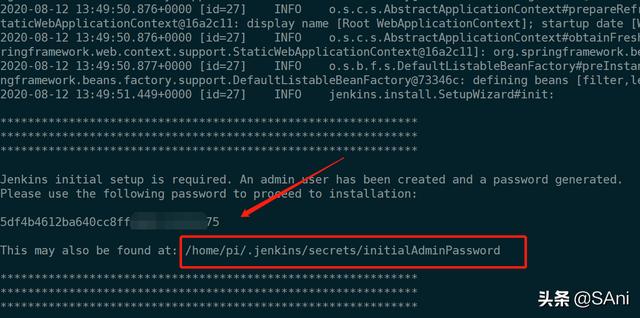 2020-08-12 13:49:50.876+0000 [id=27] INFO o.s.c.s.AbstractApplicationContext#prepareRefr
taticWebApplicationContext@16a2c11: display name [Root WebApplicationContext]; startup date [
2020-08-12 13:49:50.876+0000 [id=27] INFO o.s.c.s.AbstractApplicationContext#obtainFresh
ringframework.web.context.support.StaticWebApplicationContext@16a2c11]: org.springframework.be
2020-08-12 13:49:50.877+0000 [id=27] INFO o.s.b.f.s.DefaultListableBeanFactory#preInstan
ngframework.beans.factory.support.DefaultListableBeanFactory@73346c: defining beans [filter,le
2020-08-12 13:49:51.449+0000 [id=27] INFO jenkins.install.SetupWizard#init:
*************************************************************
*************************************************************
*************************************************************
Jenkins initial setup is required. An admin user has been created and a password generated.
Please use the following password to proceed to installation:
5df4b4612ba640cc8ff 75
This may also be found at: /home/pi/.jenkins/secrets/initialAdminPassword
*************************************************************
*************************************************************
*************************************************************
头条 @SAni